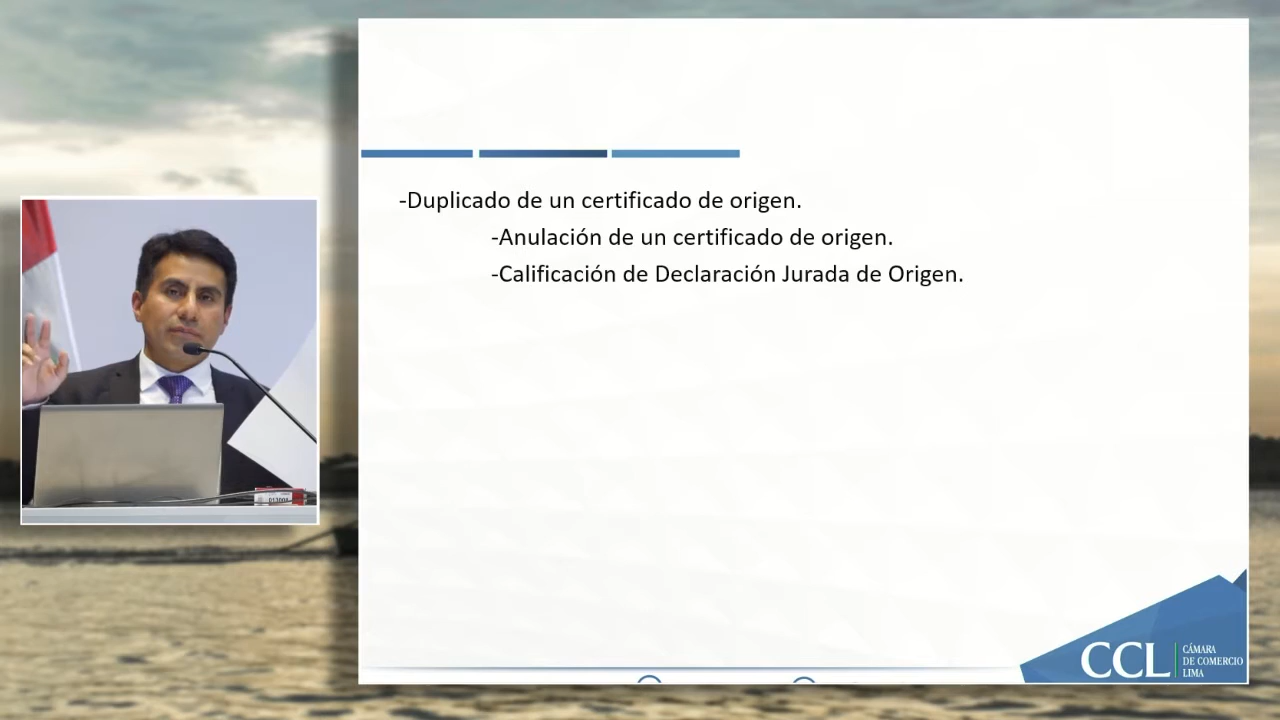 -Duplicado de un certificado de origen.
-Anulación de un certificado de origen.
-Calificación de Declaración Jurada de Origen.
CCL
CÁMARA
DE COMERCIO
LIMA